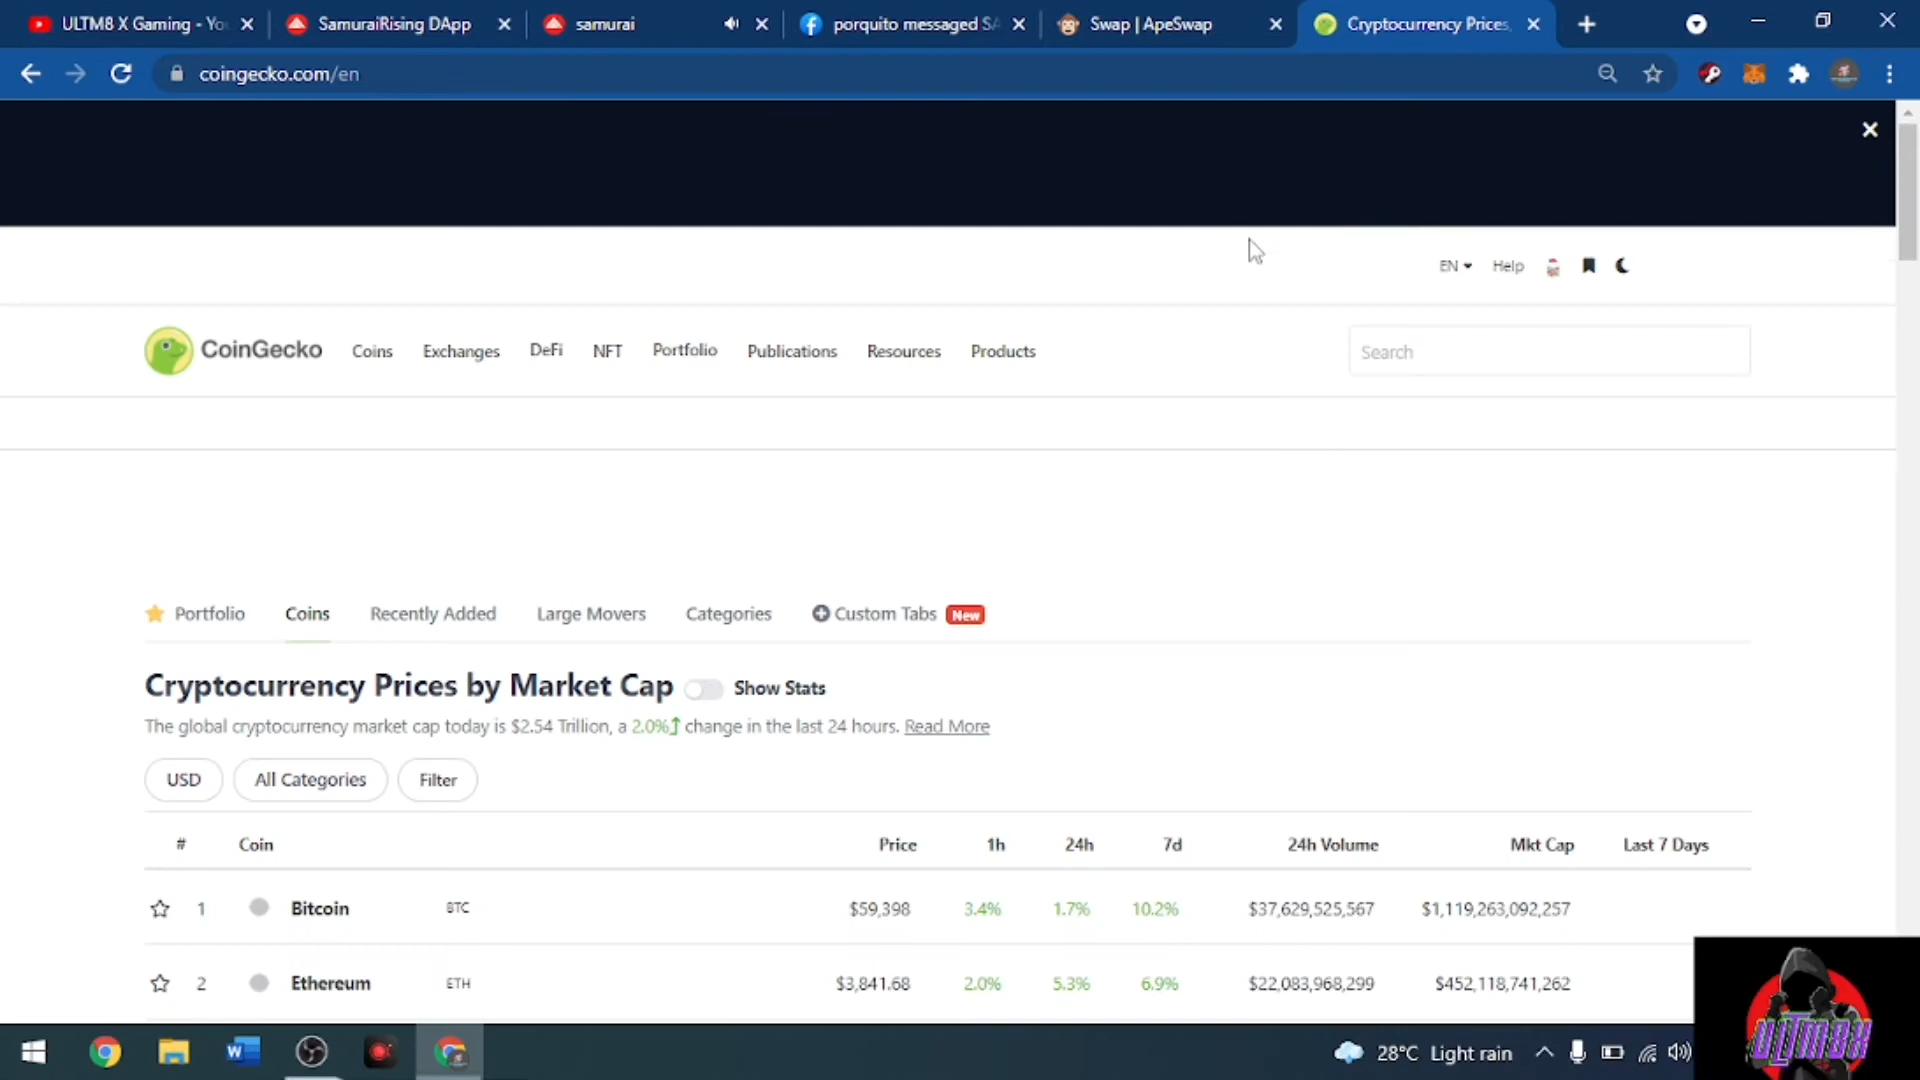 ULTM8 X Gaming - Yo
SamuraiRising DApp
samurai
porquito messaged SA
Swap | ApeSwap
Cryptocurrency Prices
coingecko.com/en
EN
Help
CoinGecko
Coins
Exchanges
DeFi
NFT
Portfolio
Publications
Resources
Products
Search
Portfolio
Coins
Recently Added
Large Movers
Categories
Custom Tabs
New
Cryptocurrency Prices by Market Cap
Show Stats
The global cryptocurrency market cap today is $2.54 Trillion, a 2.0% change in the last 24 hours. Read More
USD
All Categories
Filter
# Coin Price 1h 24h 7d 24h Volume Mkt Cap Last 7 Days
1 Bitcoin BTC $59,398 3.4% 1.7% 10.2% $37,629,525,567 $1,119,263,092,257
2 Ethereum ETH $3,841.68 2.0% 5.3% 6.9% $22,083,968,299 $452,118,741,262
28°C Light rain
ULTM8X